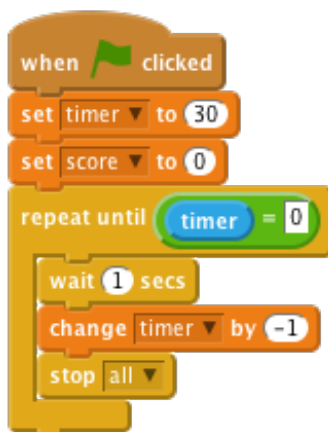 when clicked
set timer to 30
set score to 0
repeat until timer = 0
wait 1 secs
change timer by -1
stop all